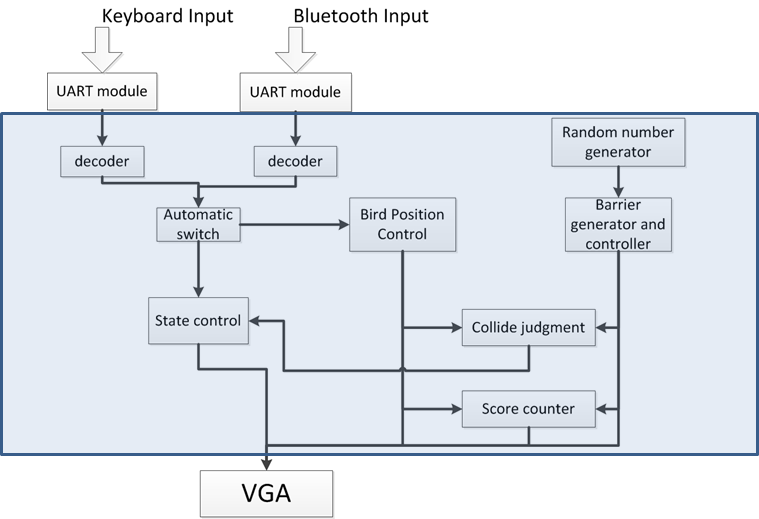 Keyboard Input
Bluetooth Input
UART module
UART module
Random number
generator
decoder
decoder
Automatic
switch
Bird Position
Control
Barrier
generator and
controller
State control
Collide judgment
Score counter
VGA